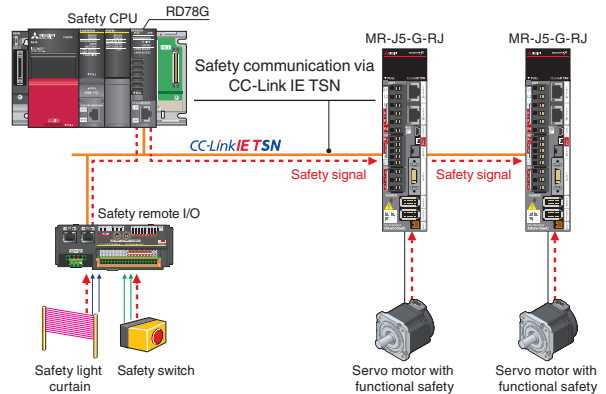 Safety CPU
RD78G
MR-J5-G-RJ
MR-J5-G-RJ
Safety communication via
CC-Link IE TSN
CC-Link IE TSN
Safety signal
Safety signal
Safety remote I/O
Safety light
curtain
Safety switch
Servo motor with
functional safety
Servo motor with
functional safety